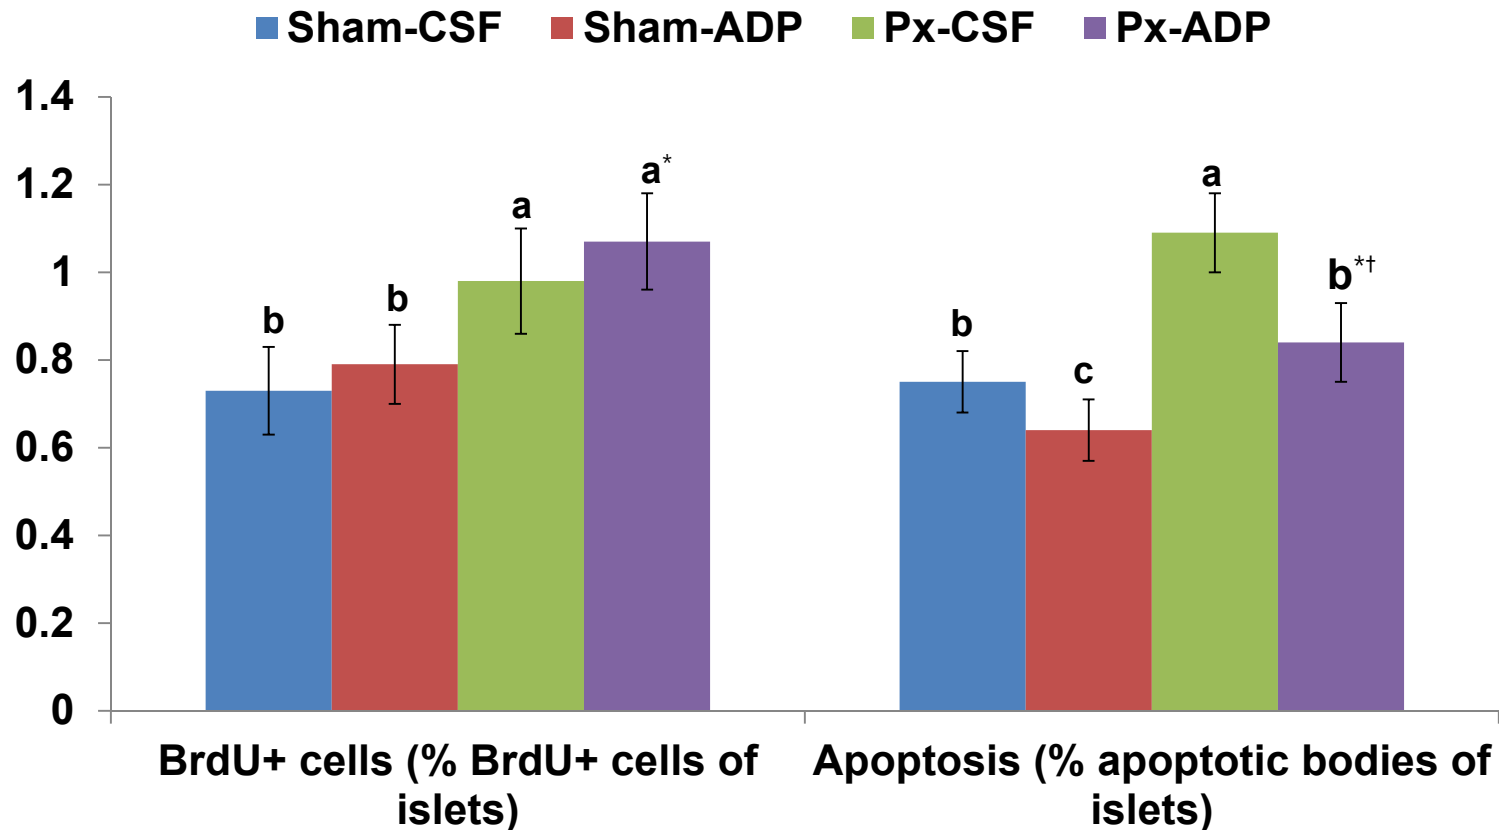 Sham-CSF Sham-ADP Px-CSF Px-ADP
1.4
1.2
1
0.8
0.6
0.4
0.2
0
b
b
a
a*
b
c
a
b*†
BrdU+ cells (% BrdU+ cells of
islets)
Apoptosis (% apoptotic bodies of
islets)